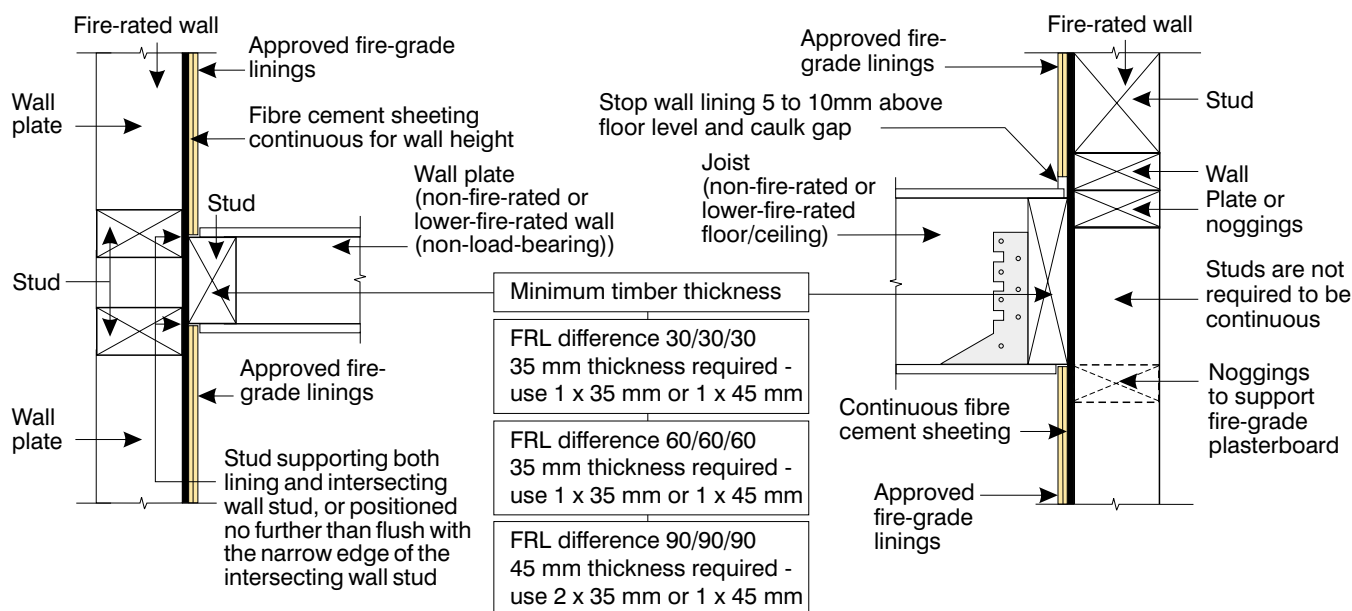 Fire-rated wall
Approved fire-grade
linings
Wall
plate
Fibre cement sheeting
continuous for wall height
Wall plate
(non-fire-rated or
lower-fire-rated wall
(non-load-bearing))
Stud
Stud
Approved fire-
grade linings
Wall
plate
Stud supporting both
lining and intersecting
wall stud, or positioned
no further than flush with
the narrow edge of the
intersecting wall stud
Minimum timber thickness
FRL difference 30/30/30
35 mm thickness required -
use 1 x 35 mm or 1 x 45 mm
FRL difference 60/60/60
35 mm thickness required -
use 1 x 35 mm or 1 x 45 mm
FRL difference 90/90/90
45 mm thickness required -
use 2 x 35 mm or 1 x 45 mm
Fire-rated wall
Approved fire-
grade linings
Stop wall lining 5 to 10mm above
floor level and caulk gap
Stud
Joist
(non-fire-rated or
lower-fire-rated
floor/ceiling)
Wall
Plate or
noggings
Studs are not
required to be
continuous
Noggings
to support
fire-grade
plasterboard
Continuous fibre
cement sheeting
Approved
fire-grade
linings